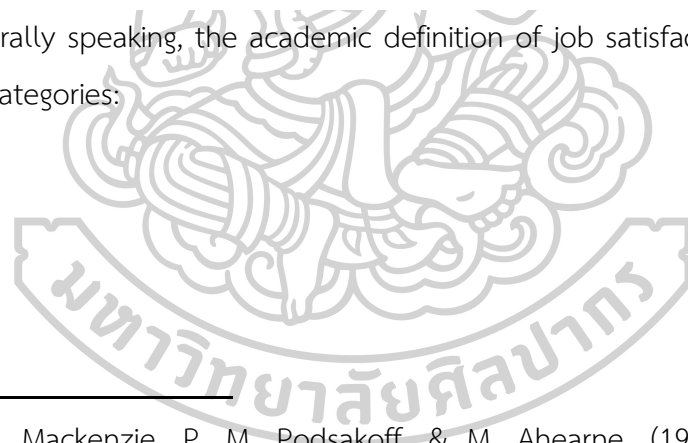 rally speaking, the academic definition of job satisfac
ategories:
มหาวิทยาลัยศิลปากร
Mackenzie, P. M. Podsakoff & M. Ahearne. (19